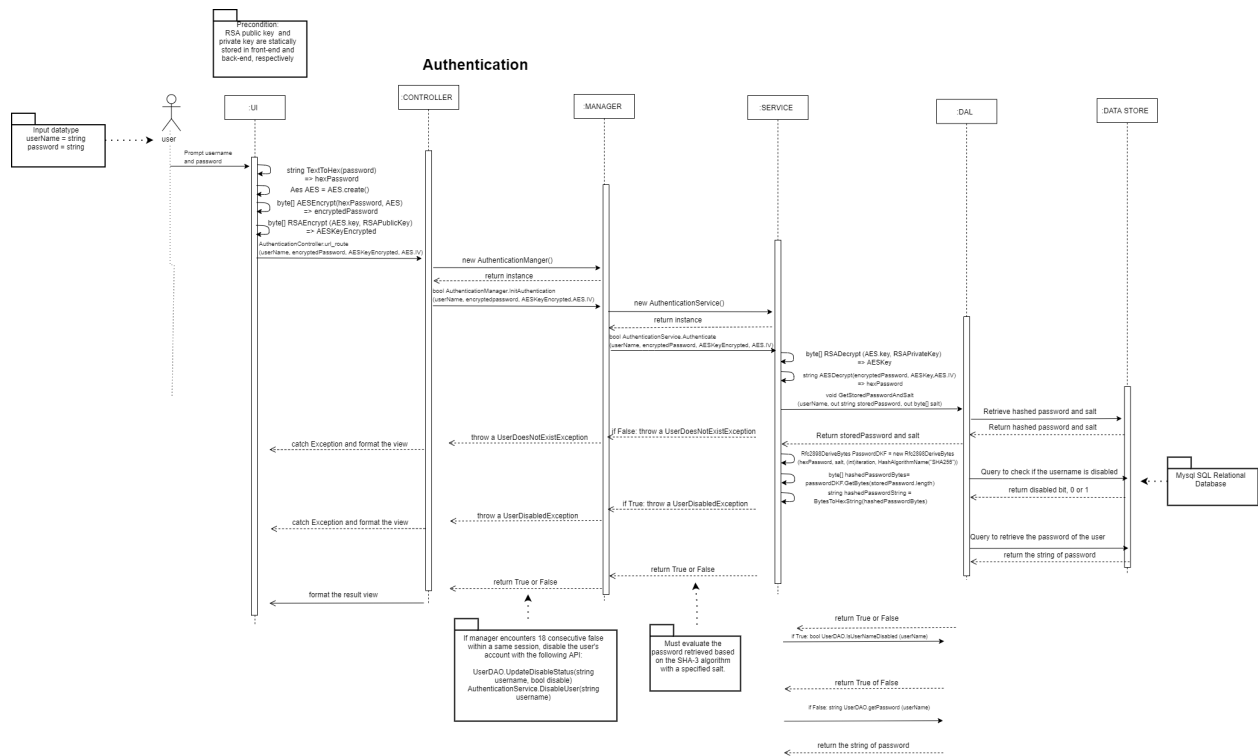 Precondition:
RSA public key and
private key are statically
stored in front-end and
back-end, respectively
Authentication
:UI
:CONTROLLER
:MANAGER
:SERVICE
:DAL
:DATA STORE
Input datatype
userName = string
password = string
user
Prompt username
and password
string TextToHex(password)
=> hexPassword
Aes AES = AES.create()
byte[] AESEncrypt(hexPassword, AES)
=> encryptedPassword
byte[] RSAEncrypt (AES.key, RSAPublicKey)
=> AESKeyEncrypted
AuthenticationController.url_route
(userName, encryptedPassword, AESKeyEncrypted, AES.IV)
new AuthenticationManger()
return instance
bool AuthenticationManager.InitAuthentication
(userName, encryptedpassword, AESKeyEncrypted,AES.IV)
new AuthenticationService()
return instance
bool AuthenticationService.Authenticate
(userName, encryptedPassword, AESKeyEncrypted, AES.IV)
byte[] RSADecrypt (AES.key, RSAPrivateKey)
=> AESKey
string AESDecrypt(encryptedPassword, AESKey,AES.IV)
=> hexPassword
void GetStoredPasswordAndSalt
(userName, out string storedPassword, out byte[] salt)
Retrieve hashed password and salt
Return hashed password and salt
if False: throw a UserDoesNotExistException
Return storedPassword and salt
throw a UserDoesNotExistException
catch Exception and format the view
Rfc2898DeriveBytes PasswordDKF = new Rfc2898DeriveBytes
(hexPassword, salt, (int)iteration, HashAlgorithmName("SHA256"))
byte[] hashedPasswordBytes=
passwordDKF.GetBytes(storedPassword.length)
string hashedPasswordString =
BytesToHexString(hashedPasswordBytes)
Query to check if the username is disabled
return disabled bit, 0 or 1
Mysql SQL Relational
Database
if True: throw a UserDisabledException
throw a UserDisabledException
catch Exception and format the view
Query to retrieve the password of the user
return the string of password
return True or False
return True or False
format the result view
If manager encounters 18 consecutive false
within a same session, disable the user's
account with the following API:
UserDAO.UpdateDisableStatus(string
username, bool disable)
AuthenticationService.DisableUser(string
username)
Must evaluate the
password retrieved based
on the SHA-3 algorithm
with a specified salt.
return True or False
if True: bool UserDAO.IsUserNameDisabled (userName)
return True of False
if False: string UserDAO.getPassword (userName)
return the string of password